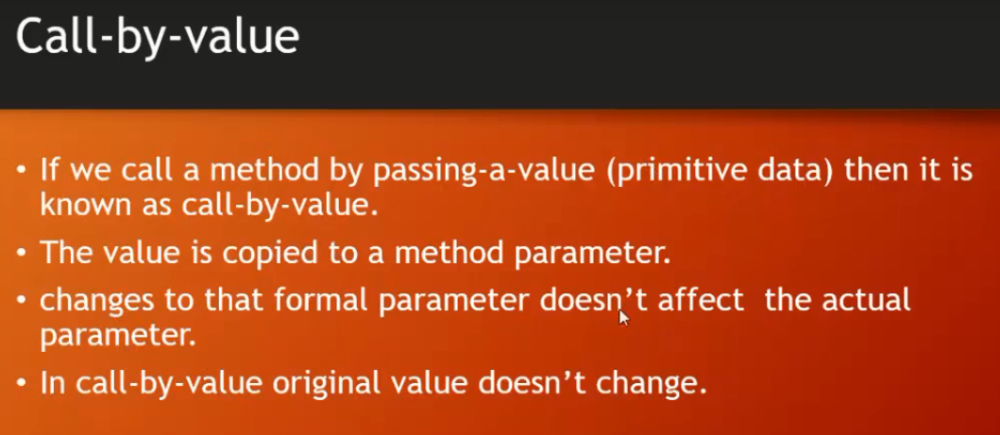 Call-by-value
• If we call a method by passing-a-value (primitive data) then it is
known as call-by-value.
• The value is copied to a method parameter.
• changes to that formal parameter doesn’t affect  the actual
parameter.
• In call-by-value original value doesn’t change.